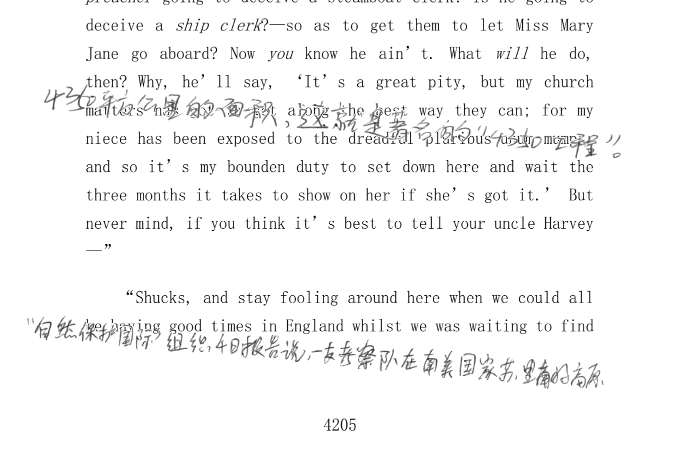 preacher going to deceive a steamboat clerk? Is he going to
deceive a ship clerk?—so as to get them to let Miss Mary
Jane go aboard? Now you know he ain't. What will he do,
then? Why, he'll say, ‘It's a great pity, but my church
4350平方公里的面积，这就是著名的“4350工程”。
matters has got to get along the best way they can; for my
niece has been exposed to the dreadful pluribus-unum mumps,
and so it's my bounden duty to set down here and wait the
three months it takes to show on her if she's got it.’ But
never mind, if you think it's best to tell your uncle Harvey
—”
“Shucks, and stay fooling around here when we could all
be having good times in England whilst we was waiting to find
“自然保护国际”组织4日报告说，一支考察队在南美国家苏里南的高原
4205